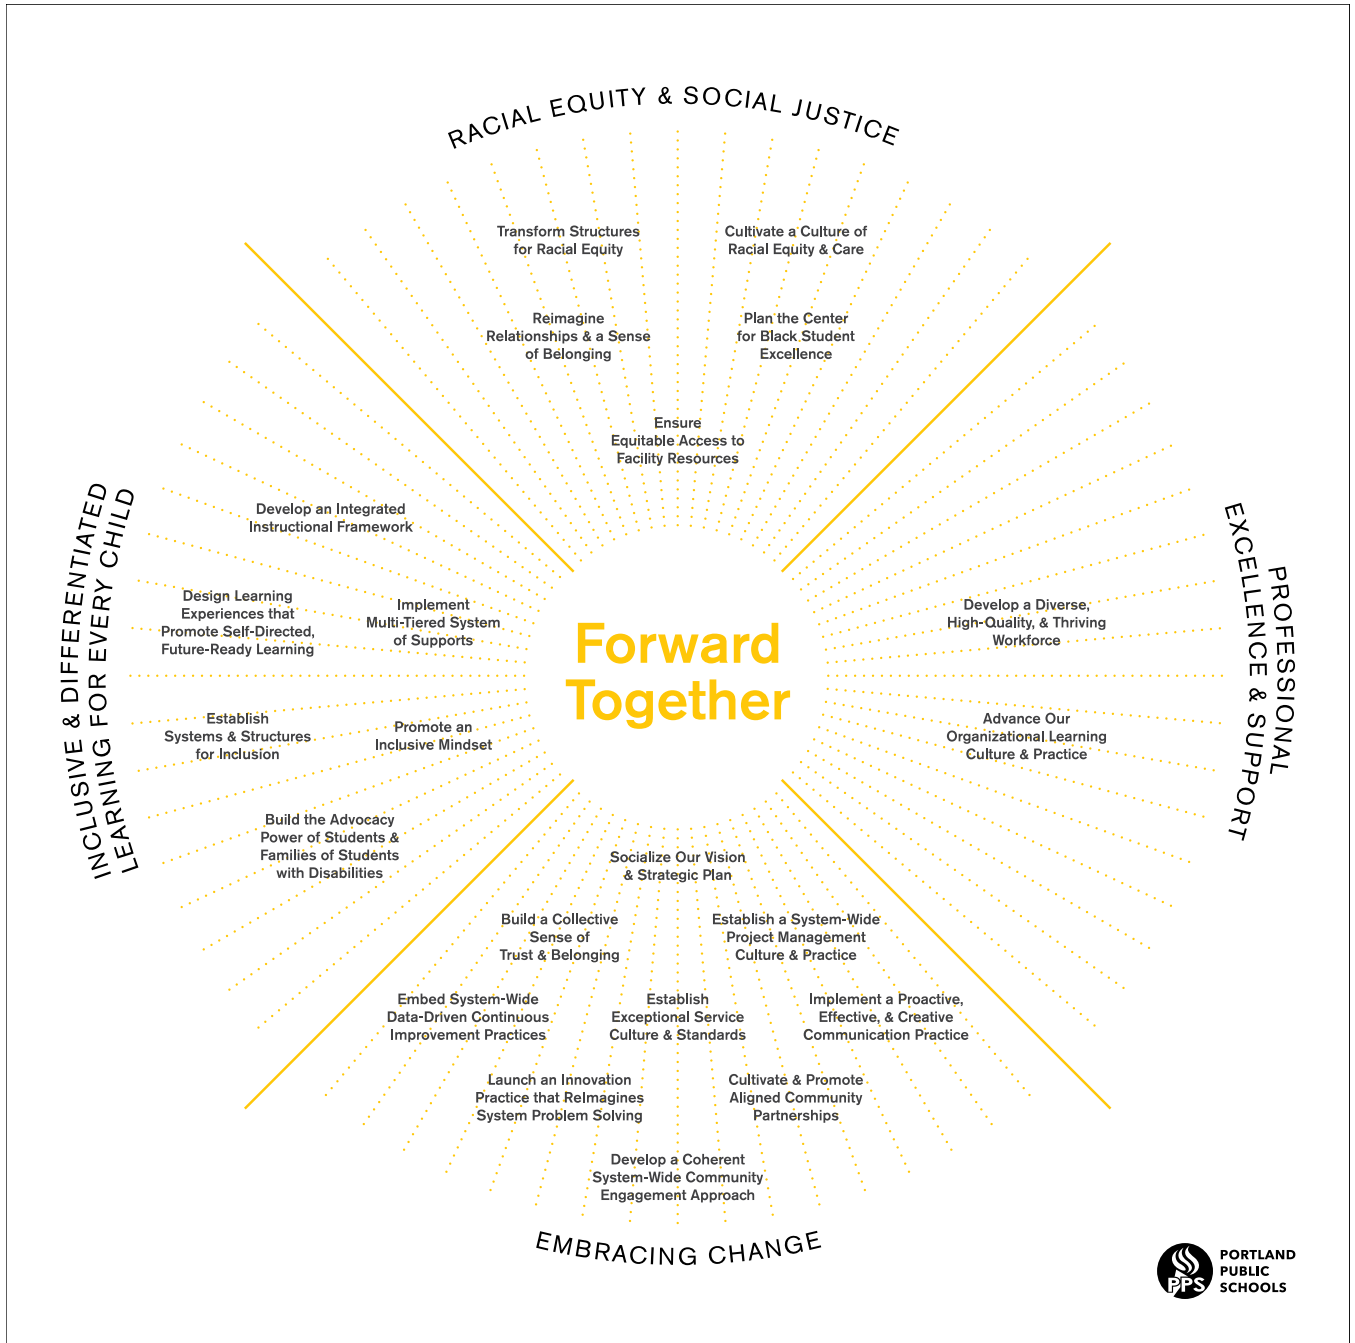 RACIAL EQUITY & SOCIAL JUSTICE
Transform Structures
for Racial Equity
Cultivate a Culture of
Racial Equity & Care
Reimagine
Relationships & a Sense
of Belonging
Plan the Center
for Black Student
Excellence
Ensure
Equitable Access to
Facility Resources
INCLUSIVE & DIFFERENTIATED
LEARNING FOR EVERY CHILD
Develop an Integrated
Instructional Framework
Design Learning
Experiences that
Promote Self-Directed,
Future-Ready Learning
Implement
Multi-Tiered System
of Supports
Establish
Systems & Structures
for Inclusion
Promote an
Inclusive Mindset
Build the Advocacy
Power of Students &
Families of Students
with Disabilities
Forward
Together
PROFESSIONAL
EXCELLENCE & SUPPORT
Develop a Diverse,
High-Quality, & Thriving
Workforce
Advance Our
Organizational Learning
Culture & Practice
Socialize Our Vision
& Strategic Plan
Build a Collective
Sense of
Trust & Belonging
Establish a System-Wide
Project Management
Culture & Practice
Embed System-Wide
Data-Driven Continuous
Improvement Practices
Establish
Exceptional Service
Culture & Standards
Implement a Proactive,
Effective, & Creative
Communication Practice
Launch an Innovation
Practice that ReImagines
System Problem Solving
Cultivate & Promote
Aligned Community
Partnerships
Develop a Coherent
System-Wide Community
Engagement Approach
EMBRACING CHANGE
PPS
PORTLAND
PUBLIC
SCHOOLS